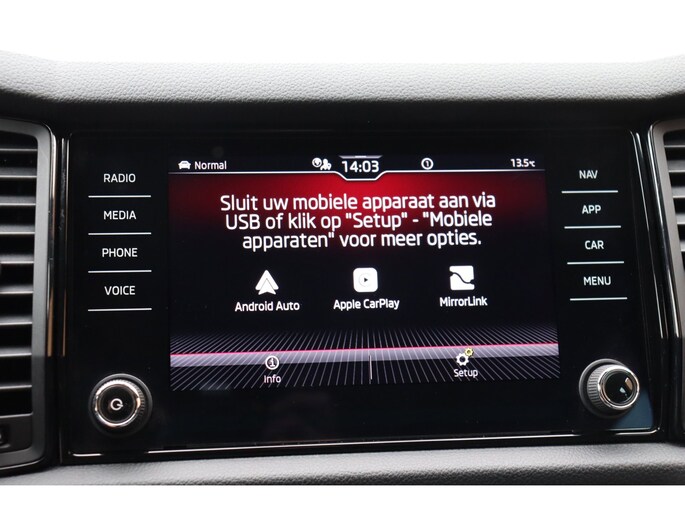 Normal
14:03
13.5°C
RADIO
MEDIA
PHONE
VOICE
NAV
APP
CAR
MENU
Sluit uw mobiele apparaat aan via
USB of klik op "Setup" - "Mobiele
apparaten" voor meer opties.
Android Auto
Apple CarPlay
MirrorLink
Info
Setup